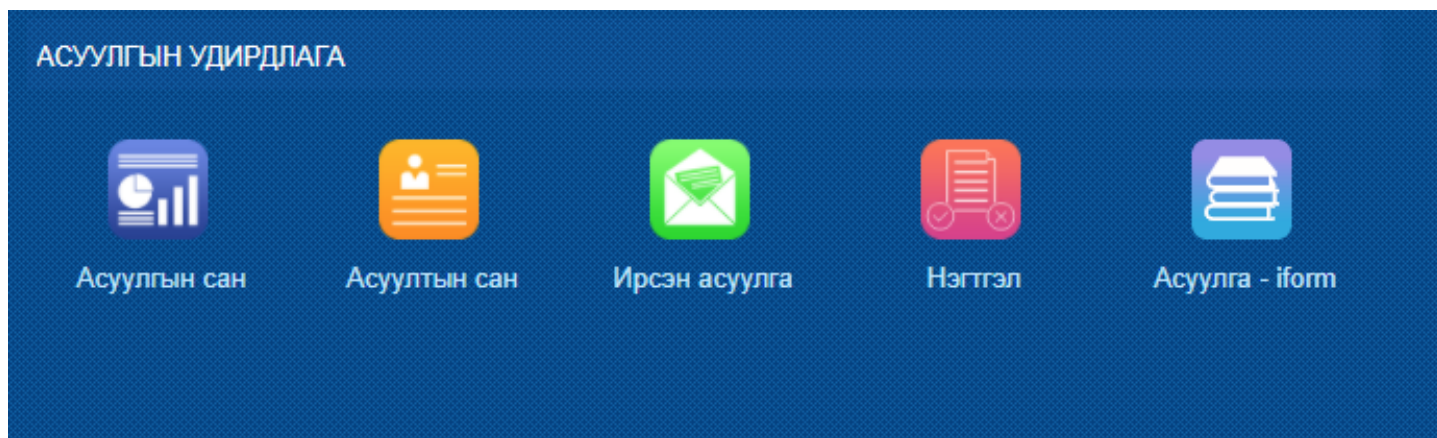 АСУУЛГЫН УДИРДЛАГА
Асуулгын сан
Асуултын сан
Ирсэн асуулга
Нэгтгэл
Асуулга - iform